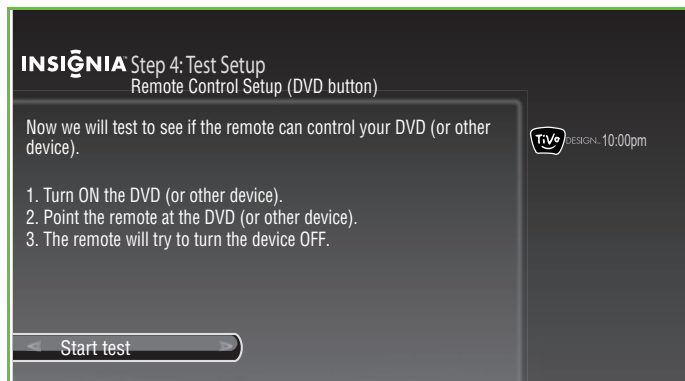 INSIGNIA Step 4: Test Setup
Remote Control Setup (DVD button)
Now we will test to see if the remote can control your DVD (or other
device).
TiVo DESIGN™ 10:00pm
1. Turn ON the DVD (or other device).
2. Point the remote at the DVD (or other device).
3. The remote will try to turn the device OFF.
Start test